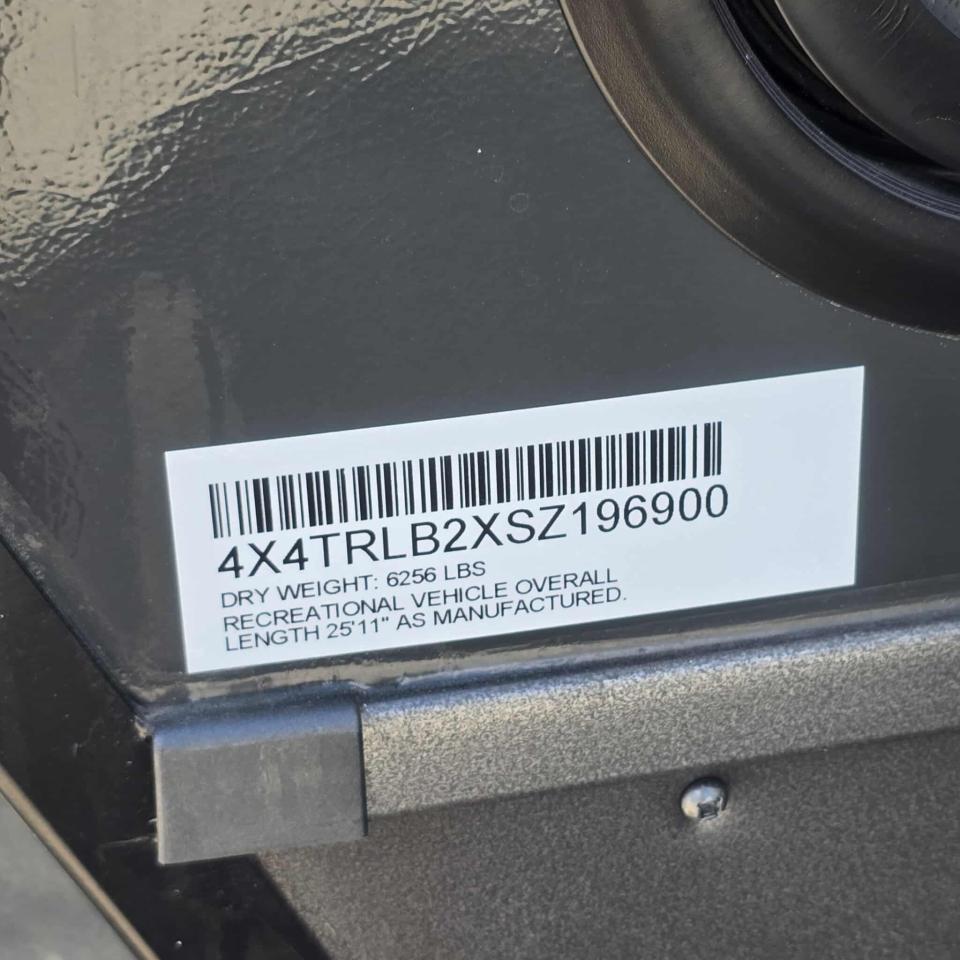 4X4TRLB2XSZ196900
DRY WEIGHT: 6256 LBS
RECREATIONAL VEHICLE OVERALL
LENGTH 25'11" AS MANUFACTURED.